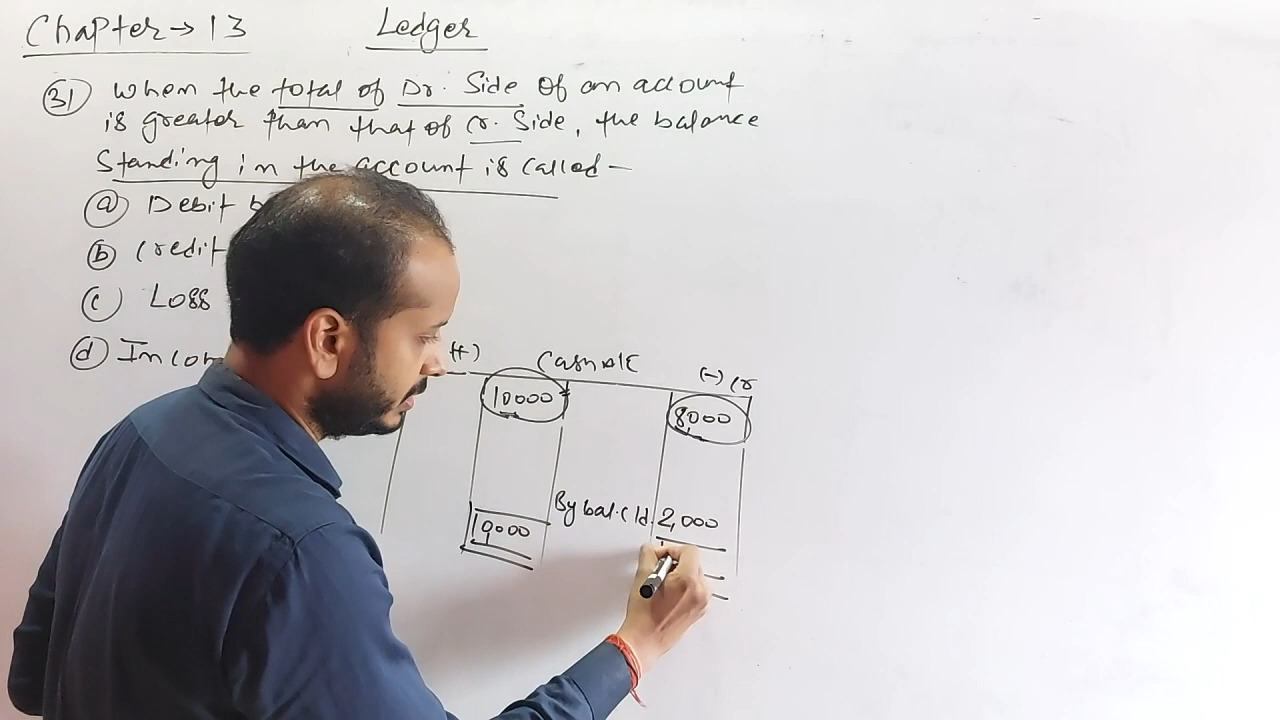 Chapter → 13 Ledger
31 When the total of Dr. Side of an account
is greater than that of Cr. Side, the balance
Standing in the account is called —
(a) Debit
(b) Credit
(c) Loss
(d)
(+) Cash A/C (-) Cr
10000 8000
By bal. c/d. 2,000
10,000